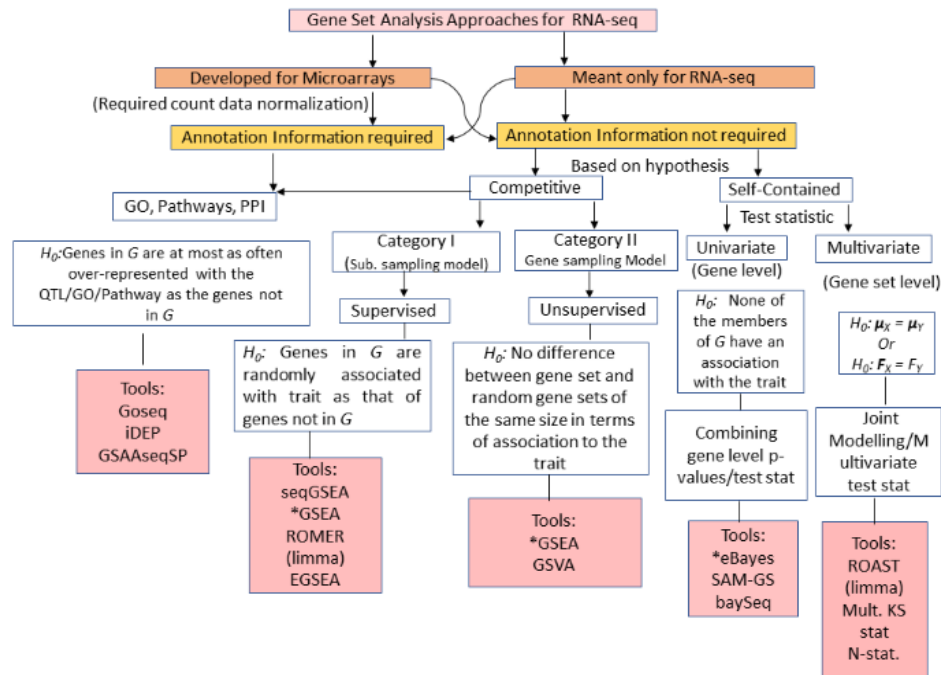 Gene Set Analysis Approaches for RNA-seq
Developed for Microarrays
Meant only for RNA-seq
(Required count data normalization)
Annotation Information required
Annotation Information not required
Based on hypothesis
Competitive
Self-Contained
GO, Pathways, PPI
Test statistic
Category I
(Sub. sampling model)
Category II
Gene sampling Model)
Univariate
(Gene level)
Multivariate
(Gene set level)
H0:Genes in G are at most as often
over-represented with the
QTL/GO/Pathway as the genes not
in G
Supervised
Unsupervised
H0: Genes in G are
randomly associated
with trait as that of
genes not in G
H0: No difference
between gene set and
random gene sets of
the same size in terms
of association to the
trait
H0: None of
the members
of G have an
association
with the trait
H0: μX = μY
Or
H0: FX = FY
Combining
gene level p-
values/test stat
Joint
Modelling/M
ultivariate
test stat
Tools:
Goseq
iDEP
GSAAseqSP
Tools:
seqGSEA
*GSEA
ROMER
(limma)
EGSEA
Tools:
*GSEA
GSVA
Tools:
*eBayes
SAM-GS
baySeq
Tools:
ROAST
(limma)
Mult. KS
stat
N-stat.